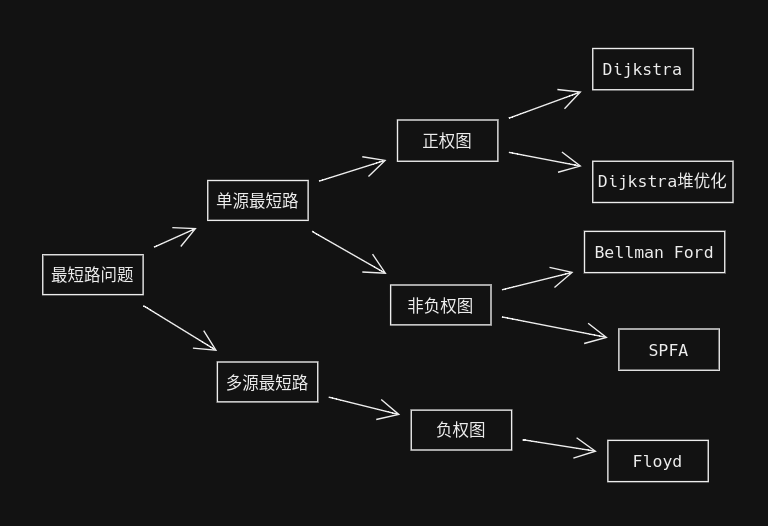 最短路问题
单源最短路
正权图
Dijkstra
Dijkstra堆优化
非负权图
Bellman Ford
SPFA
多源最短路
负权图
Floyd